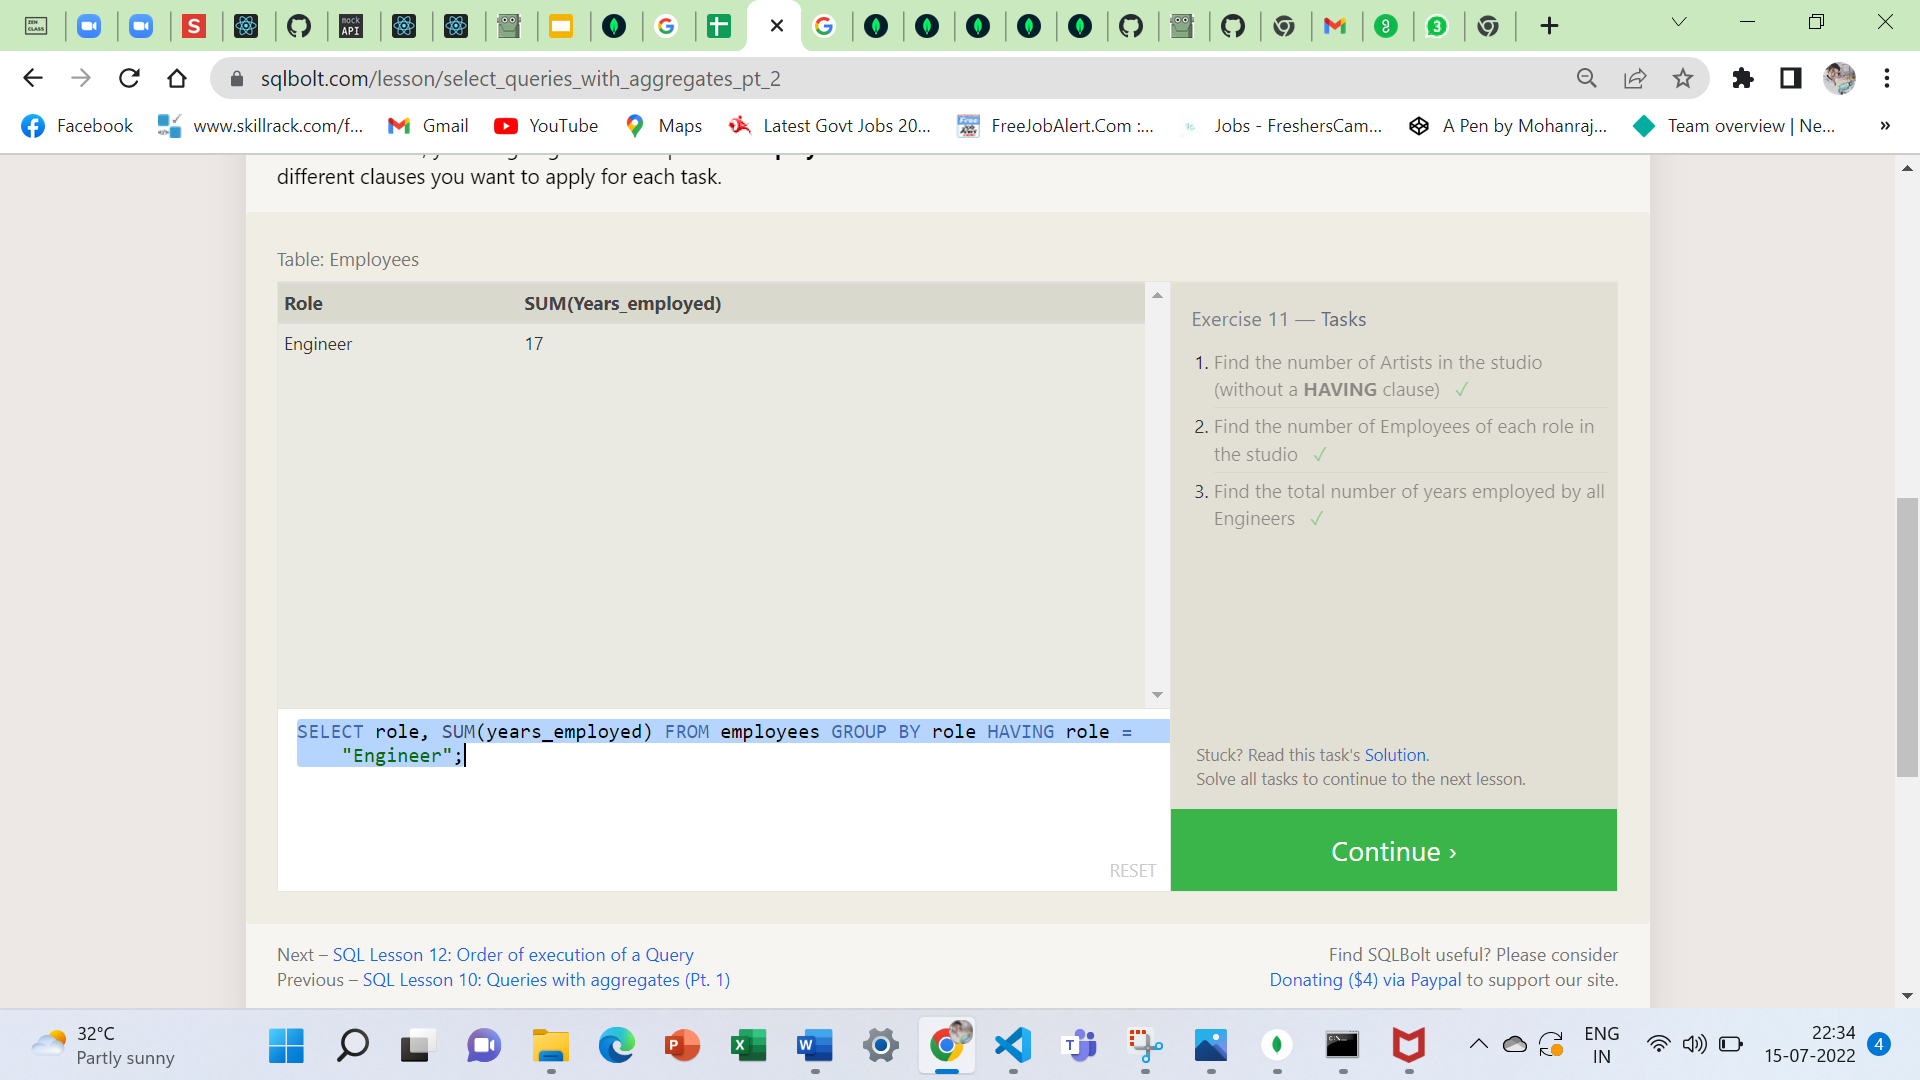 ZEN
CLASS
S
mock
API
3
sqlbolt.com/lesson/select_queries_with_aggregates_pt_2
Facebook
www.skillrack.com/f...
Gmail
YouTube
Maps
Latest Govt Jobs 20...
FreeJobAlert.Com :...
Jobs - FreshersCam...
A Pen by Mohanraj...
Team overview | Ne...
»
different clauses you want to apply for each task.
Table: Employees
Role SUM(Years_employed)
Engineer 17
Exercise 11 — Tasks
1. Find the number of Artists in the studio
(without a HAVING clause) ✓
2. Find the number of Employees of each role in
the studio ✓
3. Find the total number of years employed by all
Engineers ✓
SELECT role, SUM(years_employed) FROM employees GROUP BY role HAVING role =
"Engineer";
RESET
Stuck? Read this task's Solution.
Solve all tasks to continue to the next lesson.
Continue ›
Next – SQL Lesson 12: Order of execution of a Query
Previous – SQL Lesson 10: Queries with aggregates (Pt. 1)
Find SQLBolt useful? Please consider
Donating ($4) via Paypal to support our site.
32°C
Partly sunny
ENG
IN
22:34
15-07-2022
4